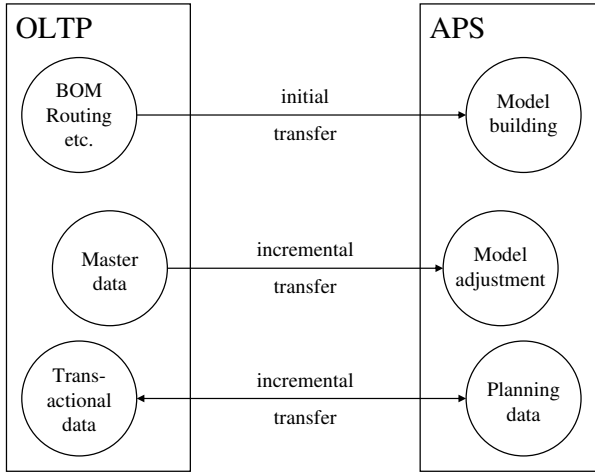 OLTP
APS
BOM
Routing
etc.
initial
transfer
Model
building
Master
data
incremental
transfer
Model
adjustment
Trans-
actional
data
incremental
transfer
Planning
data